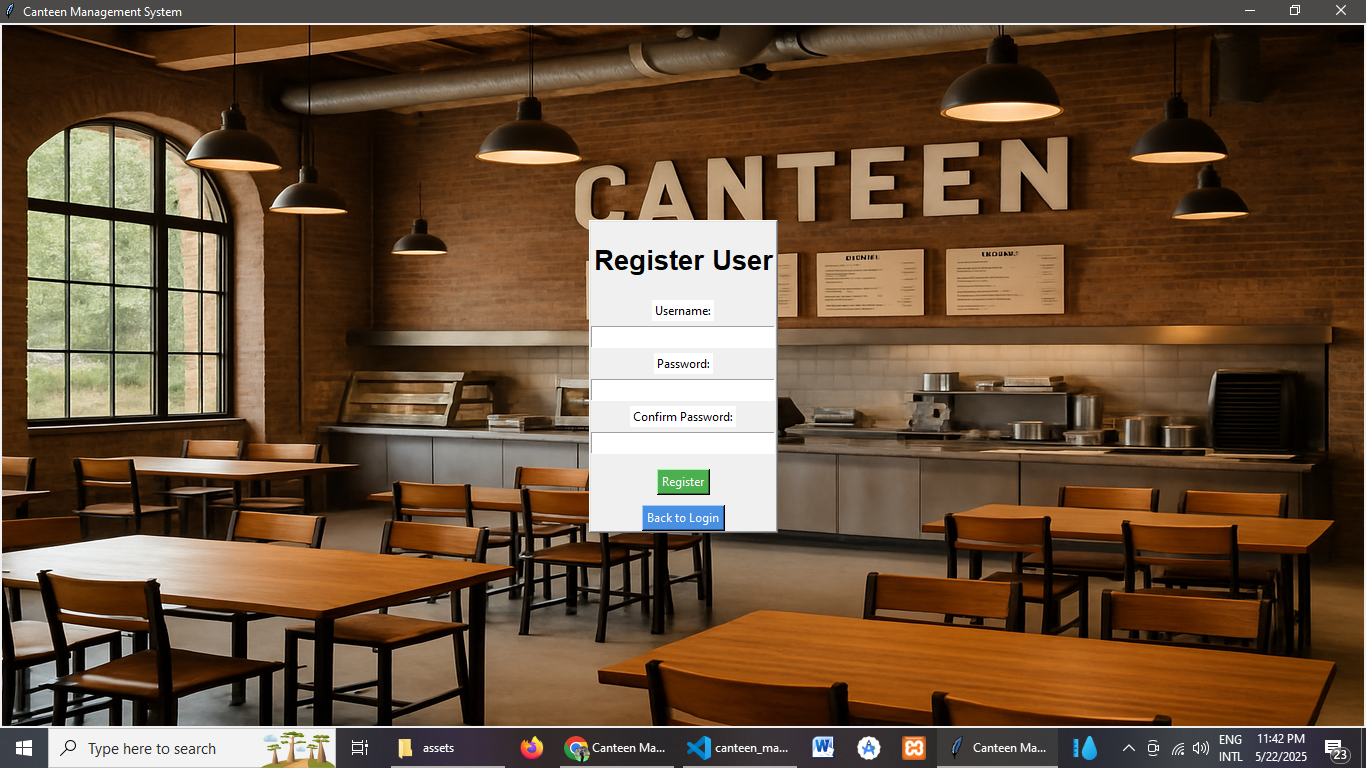 Canteen Management System
CANTEEN
Register User
Username:
Password:
Confirm Password:
Register
Back to Login
Type here to search
assets
Canteen Ma...
canteen_ma...
Canteen Ma...
ENG
INTL
11:42 PM
5/22/2025
23